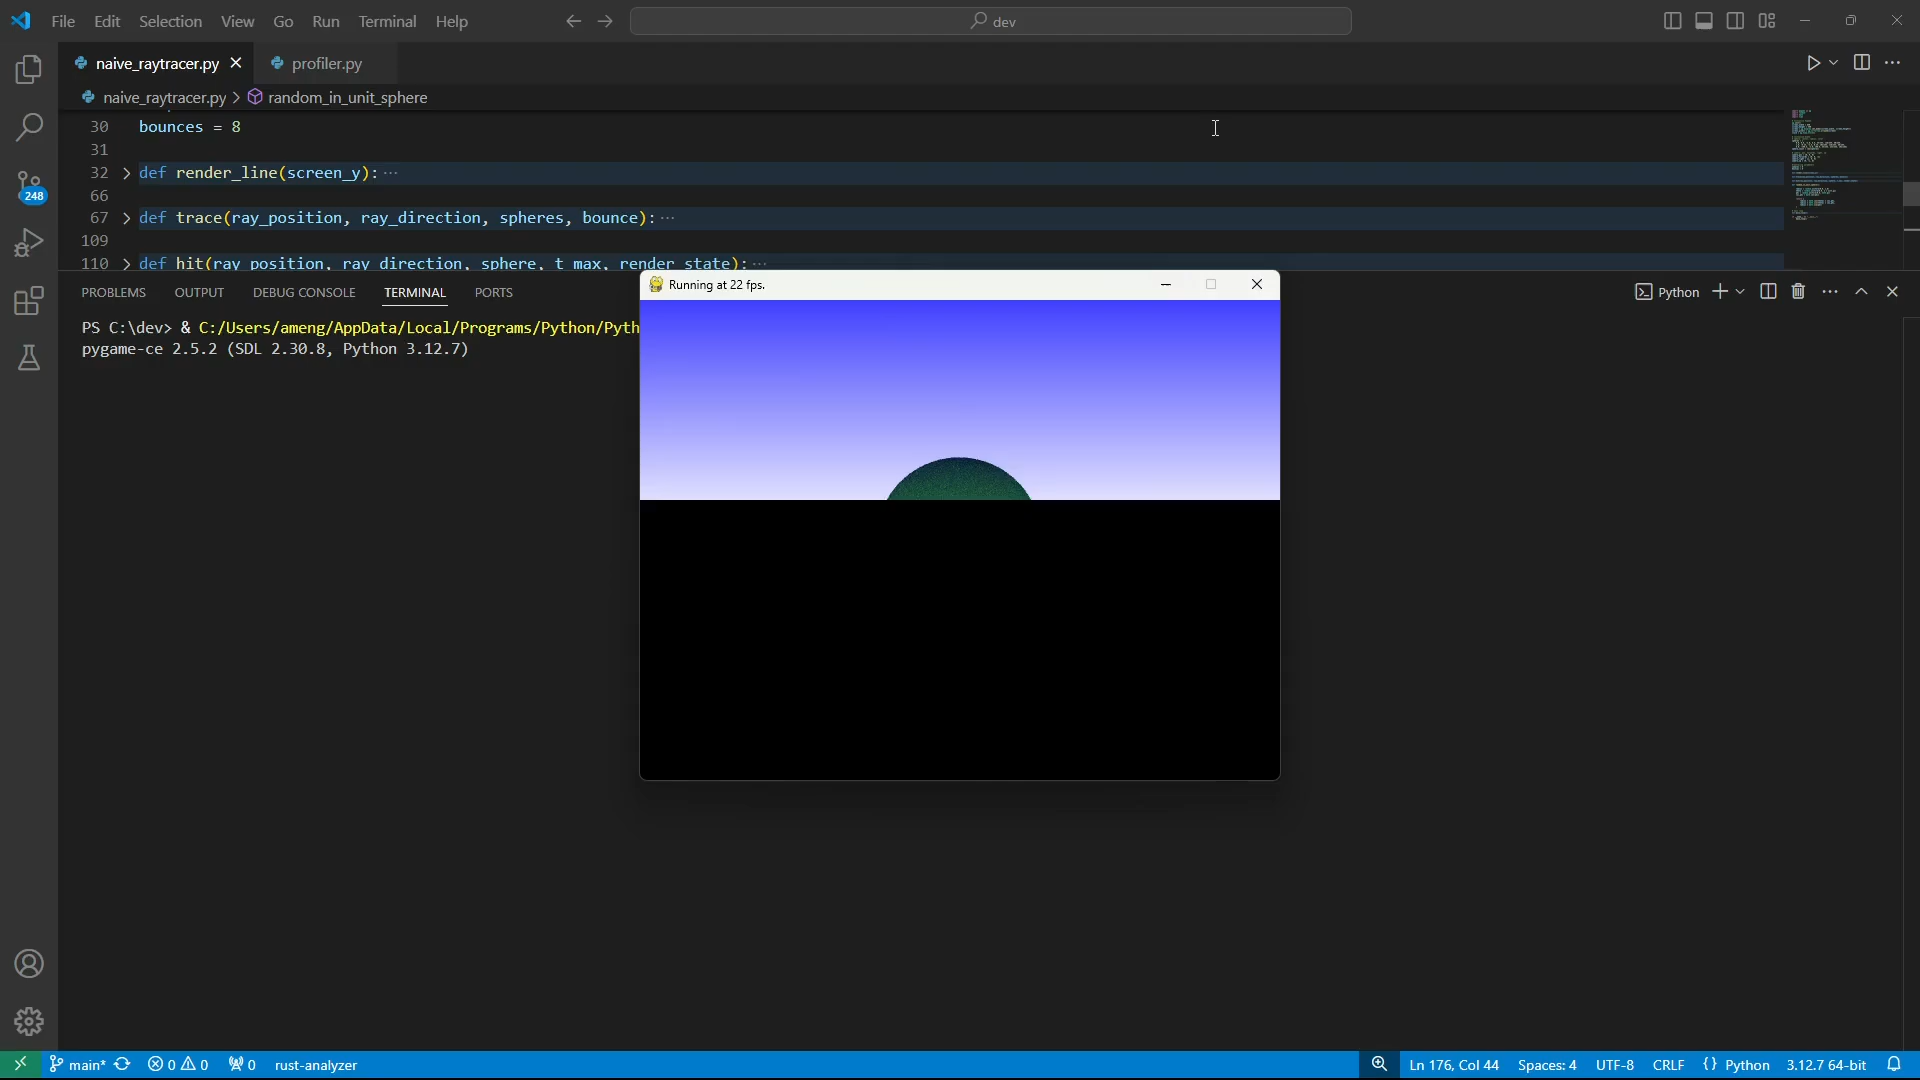 File Edit Selection View Go Run Terminal Help
dev
naive_raytracer.py
profiler.py
naive_raytracer.py > random_in_unit_sphere
30 bounces = 8
31
32 > def render_line(screen_y): ···
66
67 > def trace(ray_position, ray_direction, spheres, bounce): ···
109
110 > def hit(ray_position, ray_direction, sphere, t_max, render_state): ···
PROBLEMS OUTPUT DEBUG CONSOLE TERMINAL PORTS
Python
248
Running at 22 fps.
PS C:\dev> & C:/Users/ameng/AppData/Local/Programs/Python/Pyth
pygame-ce 2.5.2 (SDL 2.30.8, Python 3.12.7)
main* 0 0 0 rust-analyzer
Ln 176, Col 44 Spaces: 4 UTF-8 CRLF {} Python 3.12.7 64-bit